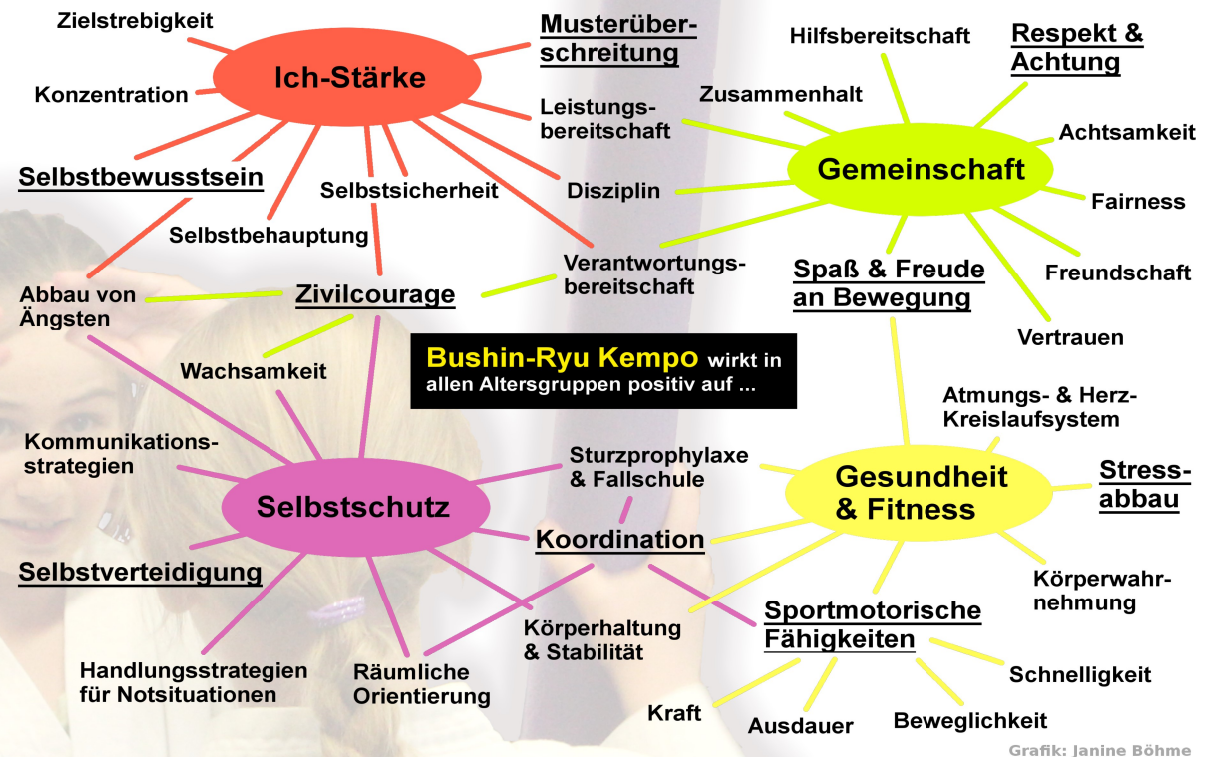 Zielstrebigkeit
Konzentration
Ich-Stärke
Musterüber-
schreitung
Leistungs-
bereitschaft
Selbstbewusstsein
Selbstsicherheit
Disziplin
Selbstbehauptung
Verantwortungs-
bereitschaft
Abbau von
Ängsten
Zivilcourage
Wachsamkeit
Hilfsbereitschaft
Respekt &
Achtung
Zusammenhalt
Achtsamkeit
Gemeinschaft
Fairness
Spaß & Freude
an Bewegung
Freundschaft
Vertrauen
Bushin-Ryu Kempo wirkt in
allen Altersgruppen positiv auf ...
Kommunikations-
strategien
Selbstschutz
Sturzprophylaxe
& Fallschule
Koordination
Selbstverteidigung
Handlungsstrategien
für Notsituationen
Räumliche
Orientierung
Körperhaltung
& Stabilität
Atmungs- & Herz-
Kreislaufsystem
Gesundheit
& Fitness
Stress-
abbau
Körperwahr-
nehmung
Sportmotorische
Fähigkeiten
Schnelligkeit
Kraft
Ausdauer
Beweglichkeit
Grafik: Janine Böhme